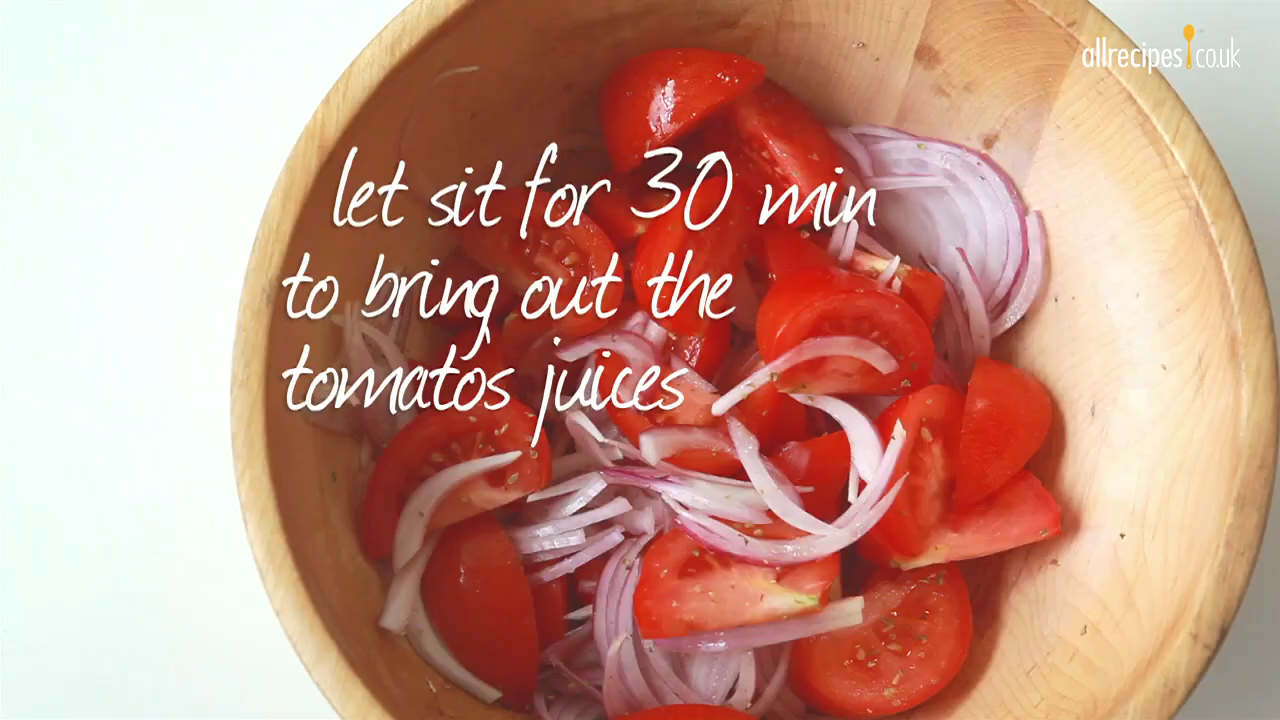 allrecipes.co.uk
let sit for 30 min
to bring out the
tomatos juices